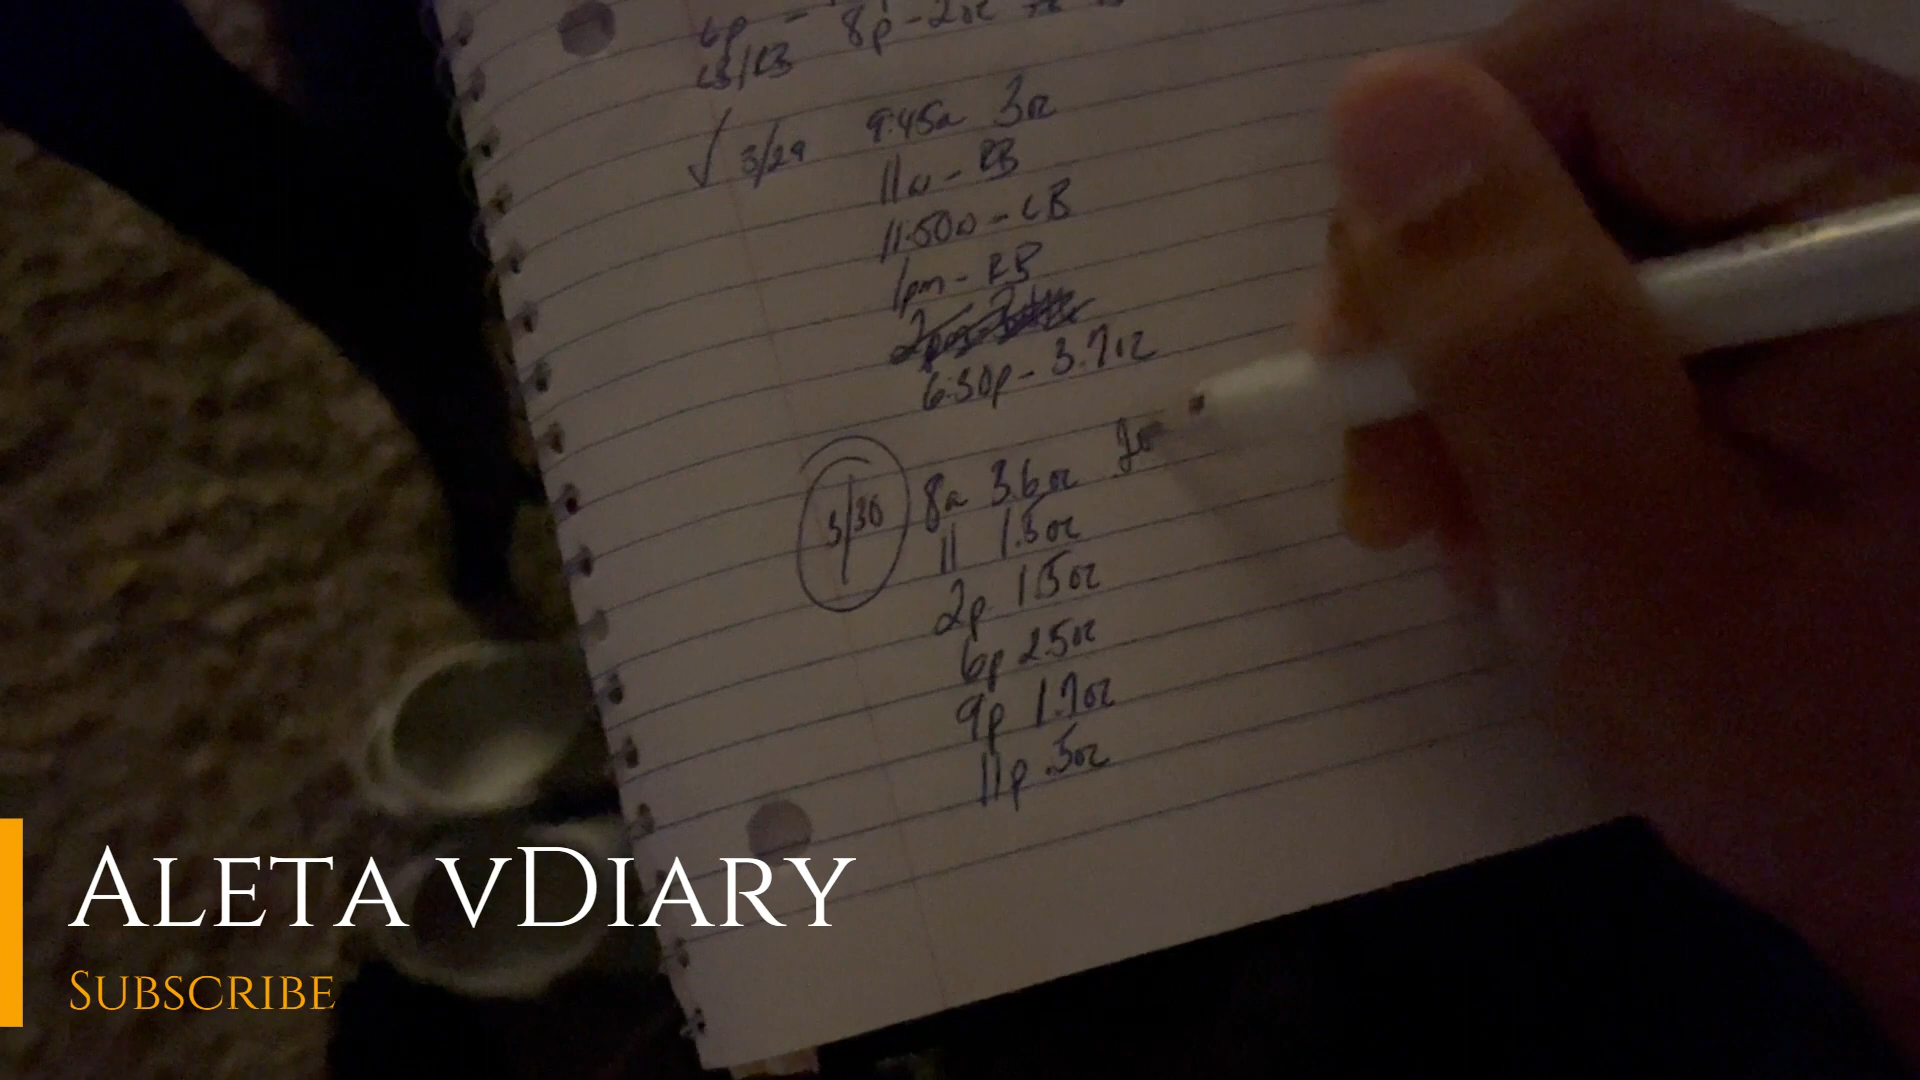 6p -
8p - 2oz
LB/RB
3/29 9:45a 3oz
11a - RB
11:50a - LB
1pm - RB
6:30p - 3.7oz
3/30 8a 3.6oz
11 1.5oz
2p 1.5oz
6p 2.5oz
9p 1.7oz
11p .5oz
ALETA VDIARY
SUBSCRIBE